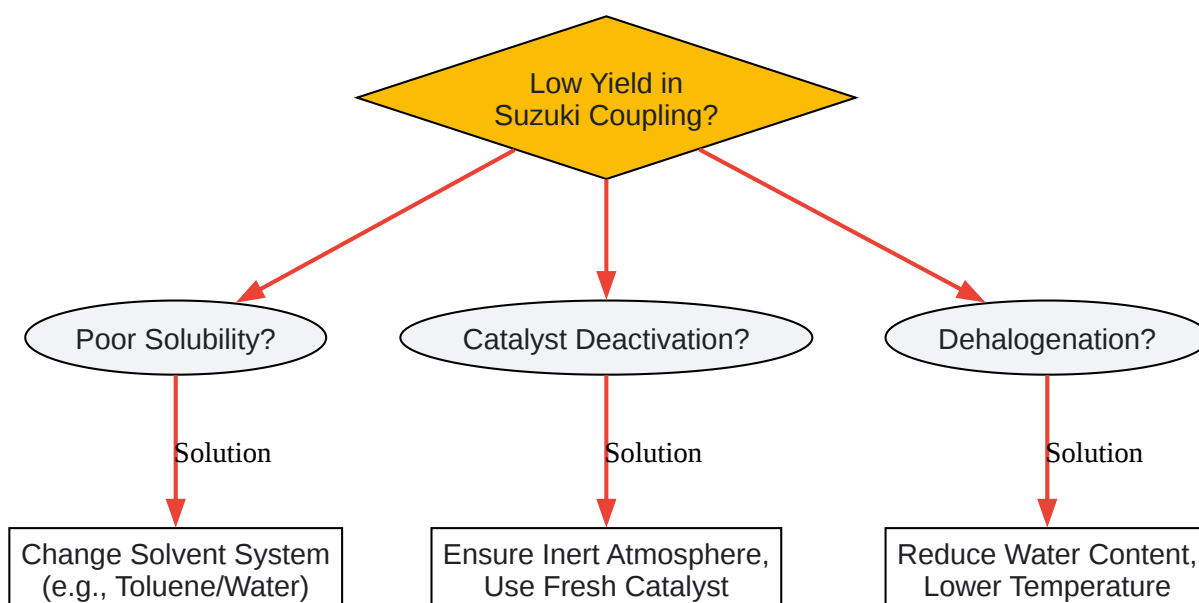 Low Yield in
Suzuki Coupling?
Poor Solubility?
Catalyst Deactivation?
Dehalogenation?
Solution
Solution
Solution
Change Solvent System
(e.g., Toluene/Water)
Ensure Inert Atmosphere,
Use Fresh Catalyst
Reduce Water Content,
Lower Temperature